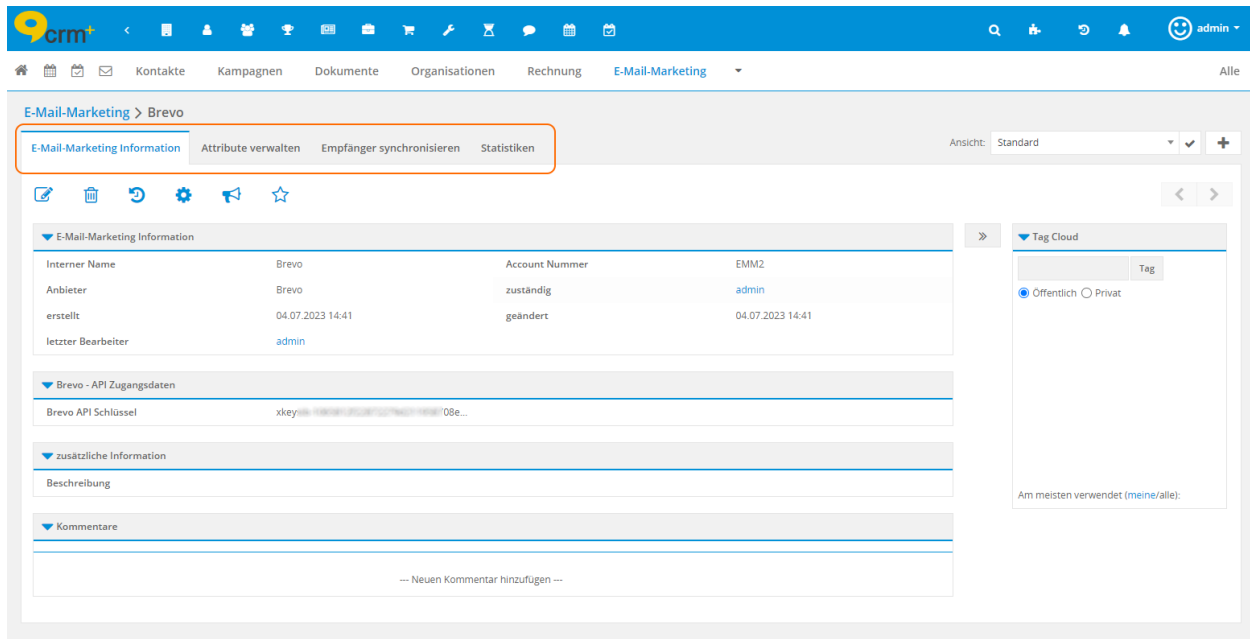 crm+ admin
Kontakte Kampagnen Dokumente Organisationen Rechnung E-Mail-Marketing Alle
E-Mail-Marketing > Brevo
E-Mail-Marketing Information Attribute verwalten Empfänger synchronisieren Statistiken Ansicht: Standard
E-Mail-Marketing Information
Interner Name Brevo Account Nummer EMM2
Anbieter Brevo zuständig admin
erstellt 04.07.2023 14:41 geändert 04.07.2023 14:41
letzter Bearbeiter admin
Brevo - API Zugangsdaten
Brevo API Schlüssel xkey 08e...
zusätzliche Information
Beschreibung
Kommentare
--- Neuen Kommentar hinzufügen ---
Tag Cloud
Tag
Öffentlich Privat
Am meisten verwendet (meine/alle):